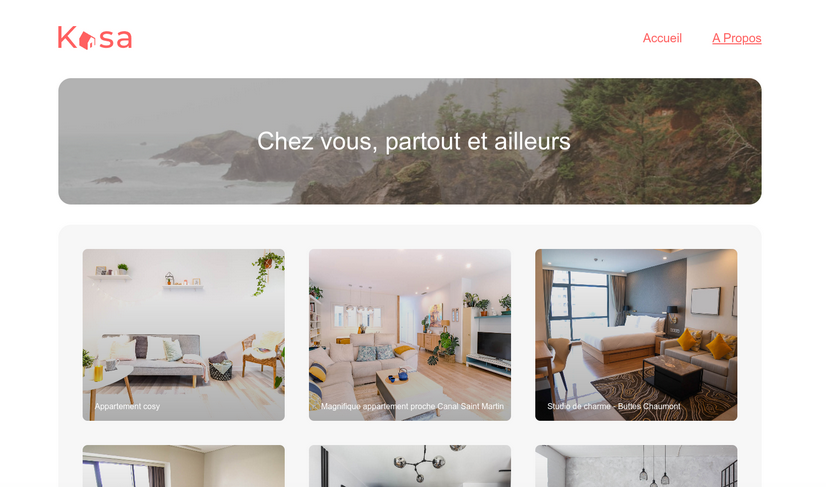 Kasa
Accueil
A Propos
Chez vous, partout et ailleurs
Appartement cosy
Magnifique appartement proche Canal Saint Martin
Studio de charme - Buttes Chaumont